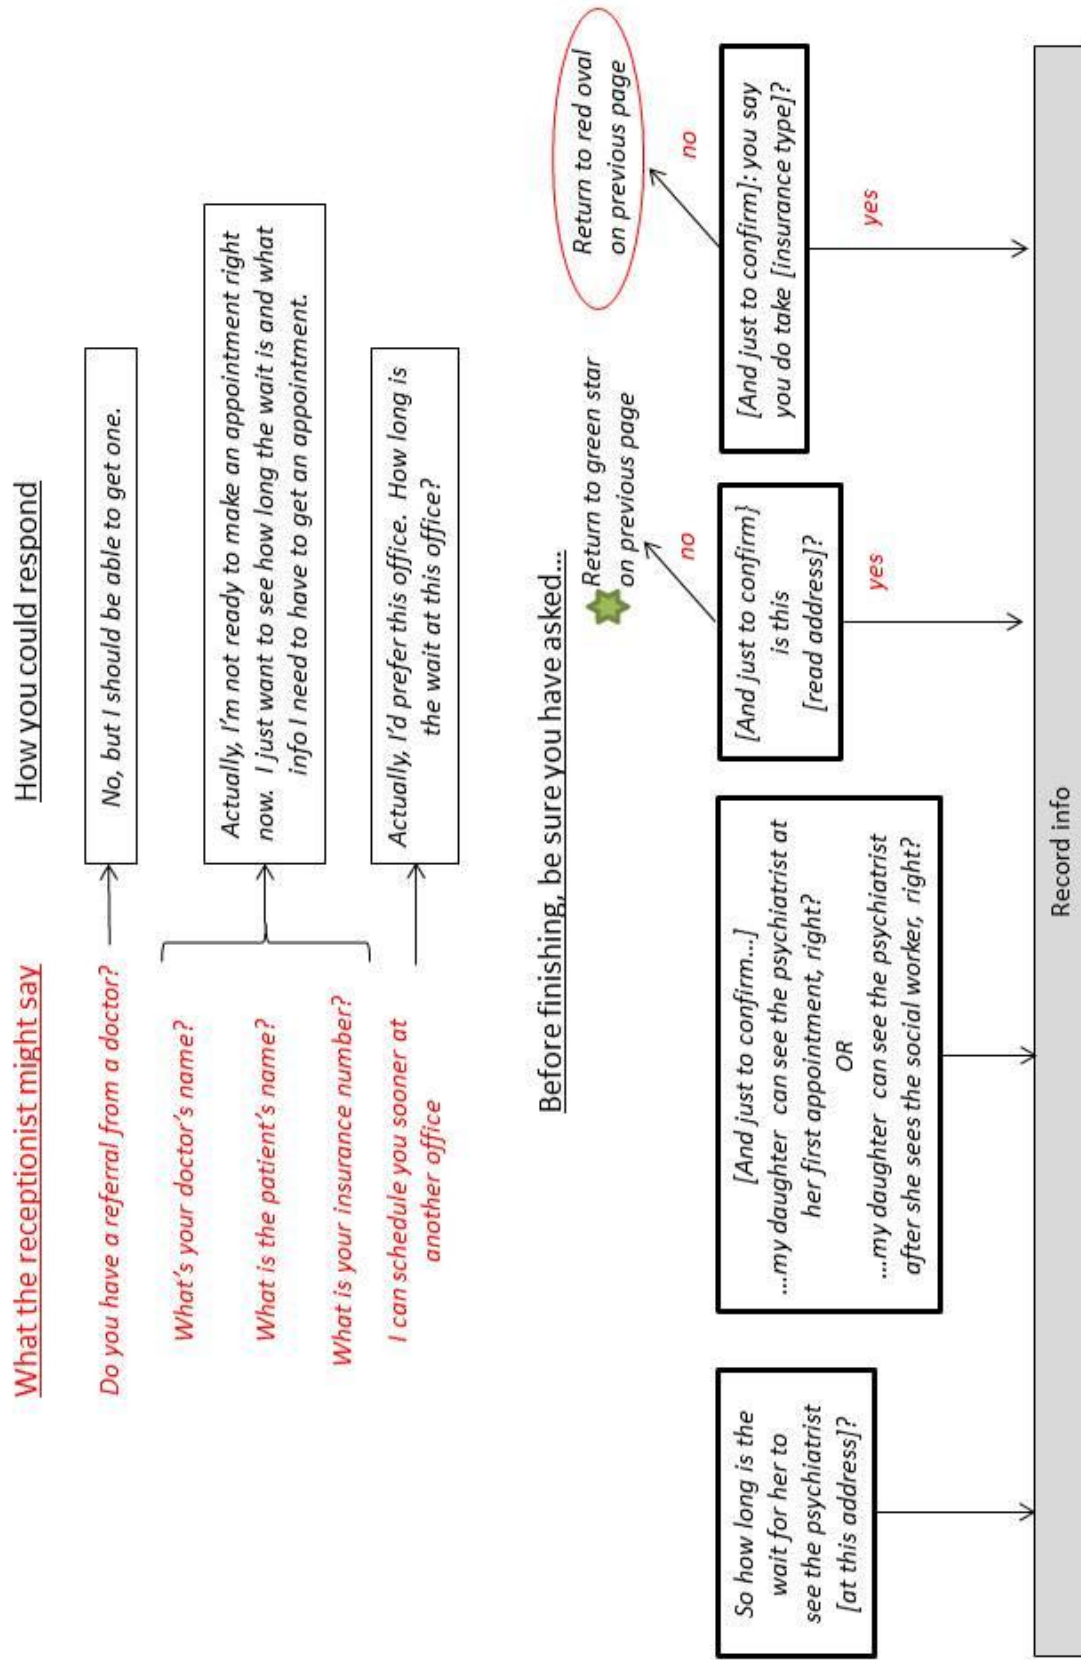 What the receptionist might say
How you could respond
Do you have a referral from a doctor?
No, but I should be able to get one.
What's your doctor's name?
What is the patient's name?
What is your insurance number?
Actually, I'm not ready to make an appointment right
now. I just want to see how long the wait is and what
info I need to have to get an appointment.
I can schedule you sooner at
another office
Actually, I'd prefer this office. How long is
the wait at this office?
Before finishing, be sure you have asked...
So how long is the
wait for her to
see the psychiatrist
[at this address]?
[And just to confirm...]
...my daughter can see the psychiatrist at
her first appointment, right?
OR
...my daughter can see the psychiatrist
after she sees the social worker, right?
Return to green star
on previous page
no
[And just to confirm}
is this
[read address]?
yes
Return to red oval
on previous page
no
[And just to confirm]: you say
you do take [insurance type]?
yes
Record info